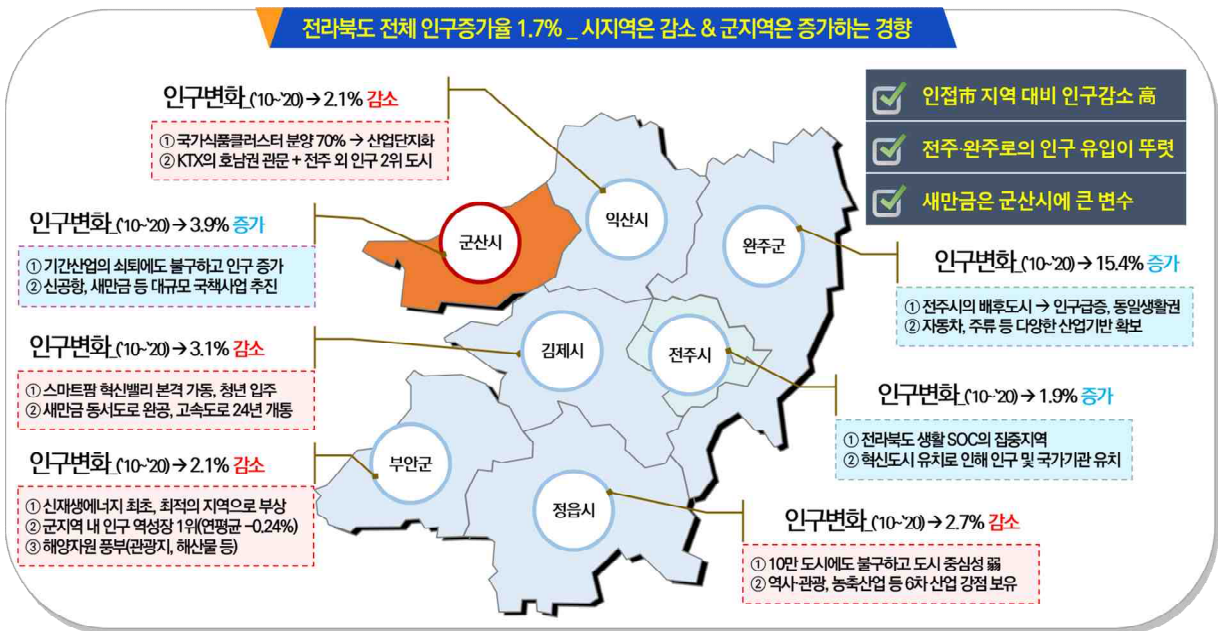 전라북도 전체 인구증가율 1.7% _ 시지역은 감소 & 군지역은 증가하는 경향
인구변화_('10~'20) → 2.1% 감소
① 국가식품클러스터 분양 70% → 산업단지화
② KTX의 호남권 관문 + 전주 외 인구 2위 도시
인접市 지역 대비 인구감소 高
전주·완주로의 인구 유입이 뚜렷
새만금은 군산시에 큰 변수
인구변화_('10~'20) → 3.9% 증가
① 기간산업의 쇠퇴에도 불구하고 인구 증가
② 신공항, 새만금 등 대규모 국책사업 추진
군산시
익산시
완주군
인구변화_('10~'20) → 15.4% 증가
① 전주시의 배후도시 → 인구급증, 동일생활권
② 자동차, 주류 등 다양한 산업기반 확보
인구변화_('10~'20) → 3.1% 감소
① 스마트팜 혁신밸리 본격 가동, 청년 입주
② 새만금 동서도로 완공, 고속도로 24년 개통
김제시
전주시
인구변화_('10~'20) → 1.9% 증가
① 전라북도 생활 SOC의 집중지역
② 혁신도시 유치로 인해 인구 및 국가기관 유치
인구변화_('10~'20) → 2.1% 감소
① 신재생에너지 최초, 최적의 지역으로 부상
② 군지역 내 인구 역성장 1위(연평균 -0.24%)
③ 해양자원 풍부(관광지, 해산물 등)
부안군
정읍시
인구변화_('10~'20) → 2.7% 감소
① 10만 도시에도 불구하고 도시 중심성 弱
② 역사·관광, 농축산업 등 6차 산업 강점 보유